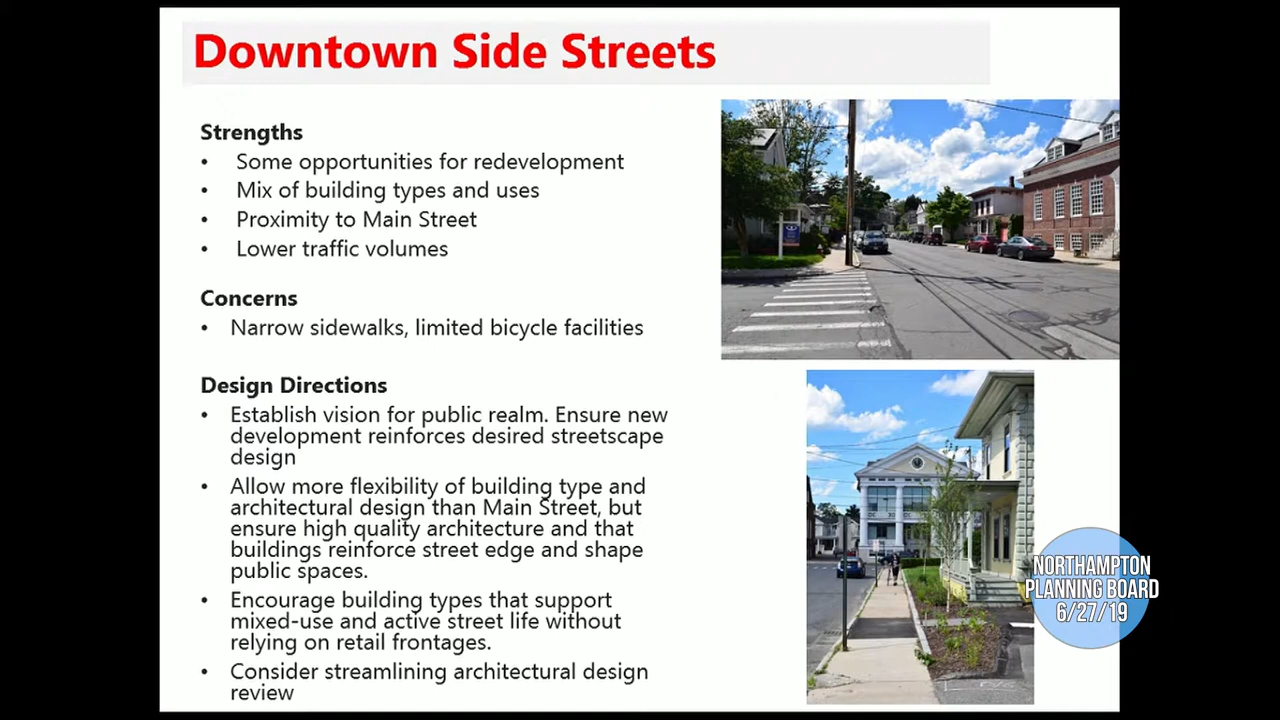 Downtown Side Streets
Strengths
• Some opportunities for redevelopment
• Mix of building types and uses
• Proximity to Main Street
• Lower traffic volumes
Concerns
• Narrow sidewalks, limited bicycle facilities
Design Directions
• Establish vision for public realm. Ensure new
development reinforces desired streetscape
design
• Allow more flexibility of building type and
architectural design than Main Street, but
ensure high quality architecture and that
buildings reinforce street edge and shape
public spaces.
• Encourage building types that support
mixed-use and active street life without
relying on retail frontages.
• Consider streamlining architectural design
review
NORTHAMPTON
PLANNING BOARD
6/27/19